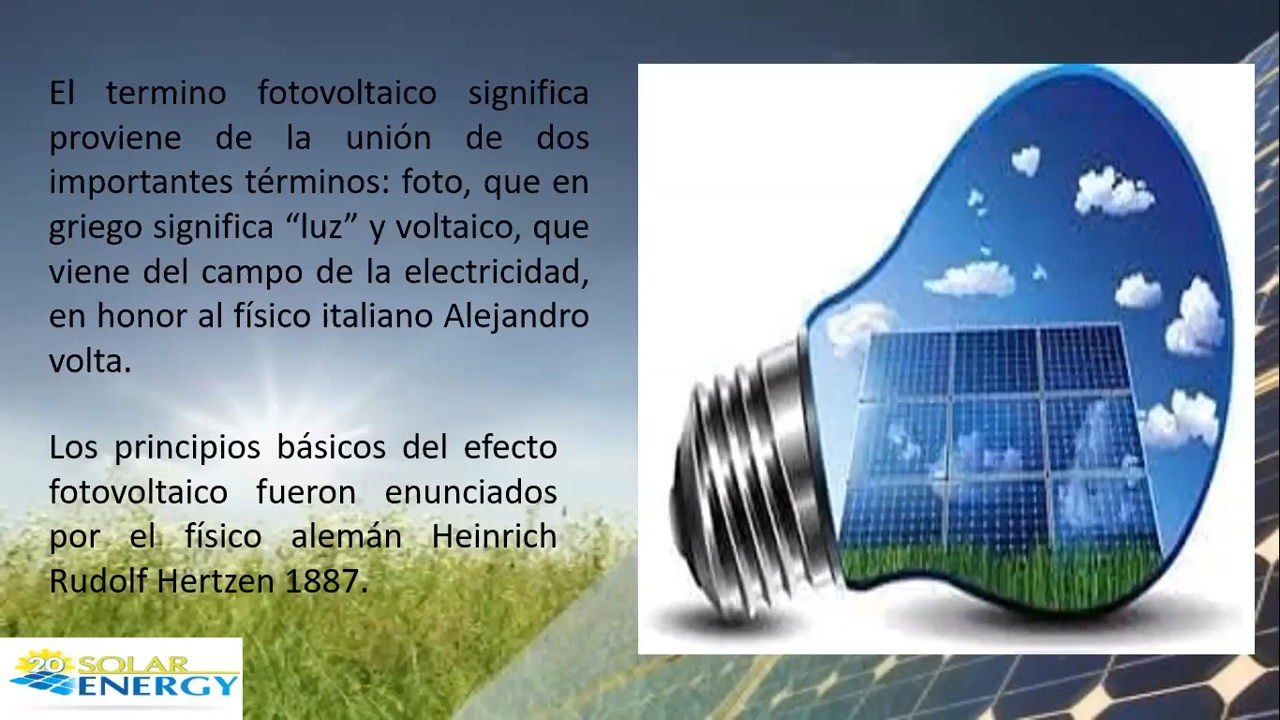 El termino fotovoltaico significa
proviene de la unión de dos
importantes términos: foto, que en
griego significa “luz” y voltaico, que
viene del campo de la electricidad,
en honor al físico italiano Alejandro
volta.
Los principios básicos del efecto
fotovoltaico fueron enunciados
por el físico alemán Heinrich
Rudolf Hertzen 1887.
20 SOLAR
ENERGY